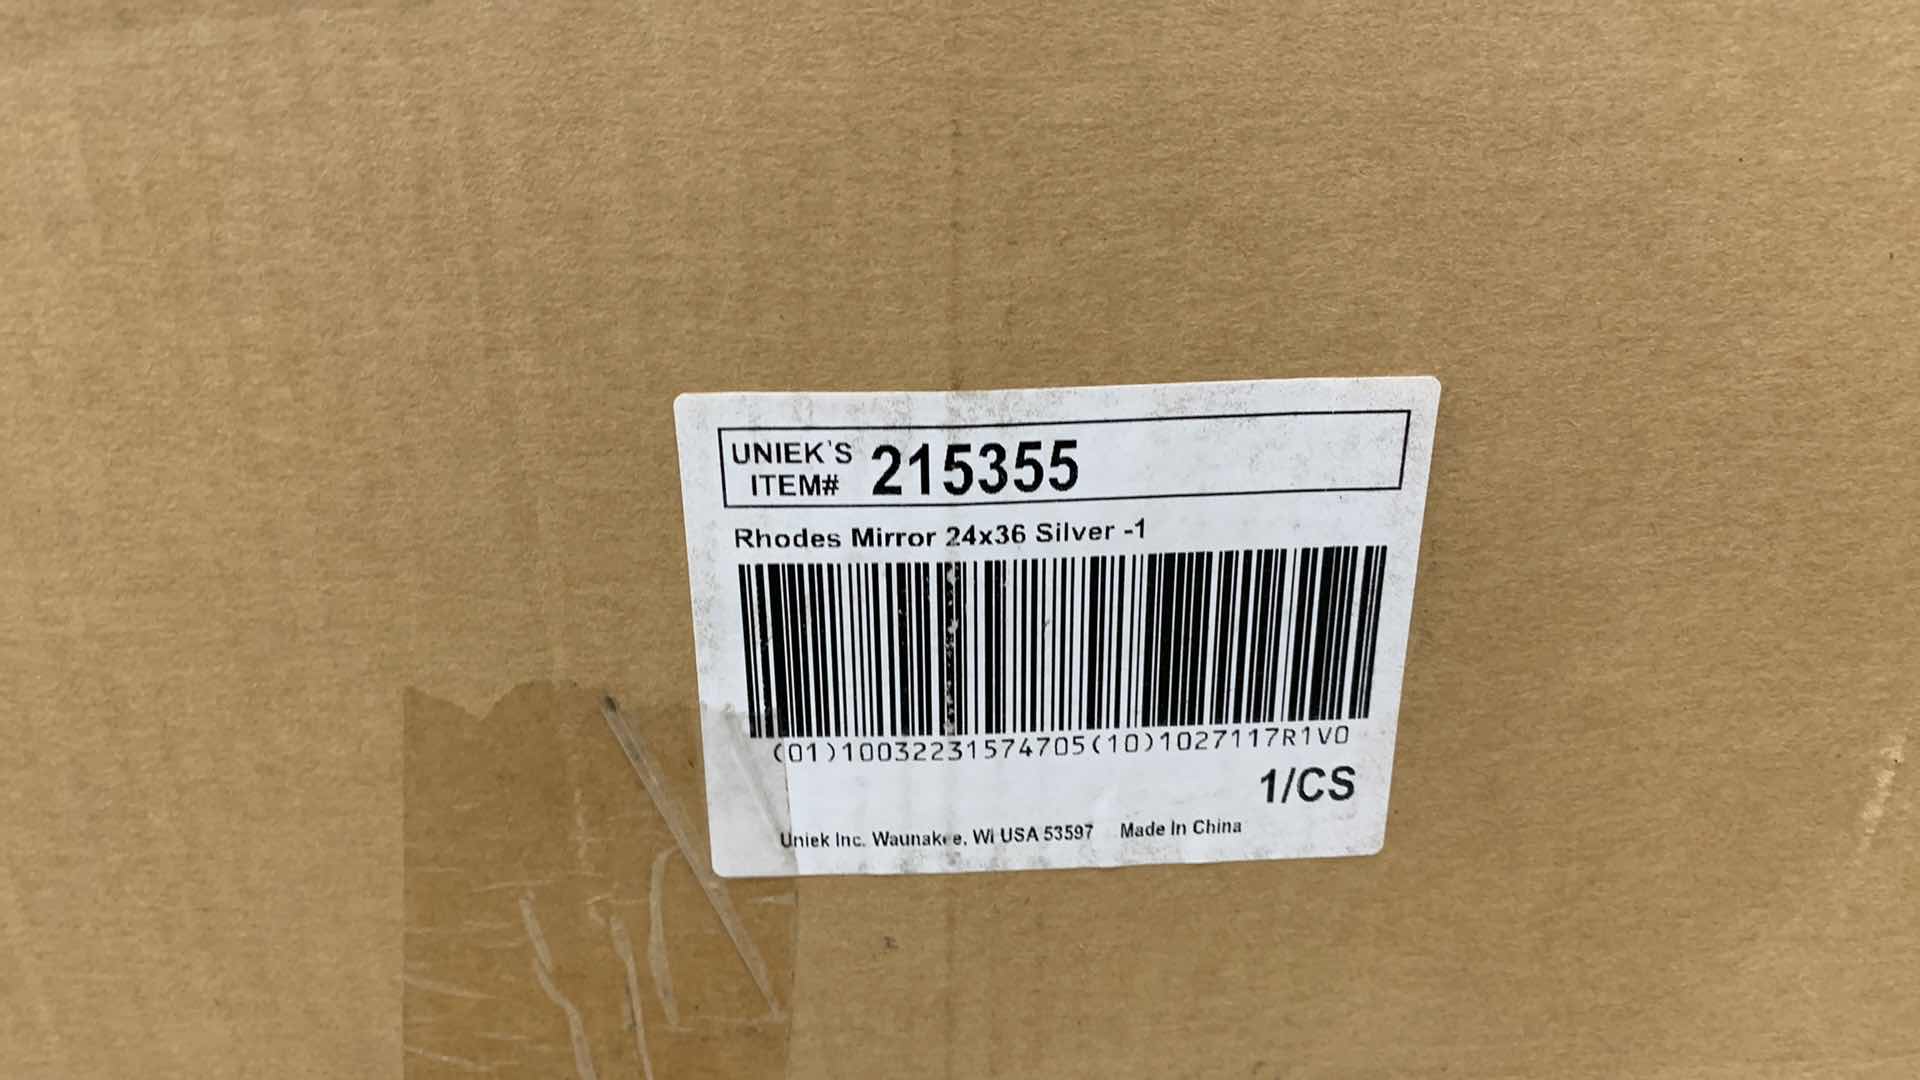 UNIEK'S
ITEM# 215355
Rhodes Mirror 24x36 Silver -1
(01)10032231574705(10)1027117R1V0
1/CS
Uniek Inc. Waunakee, WI USA 53597 Made In China